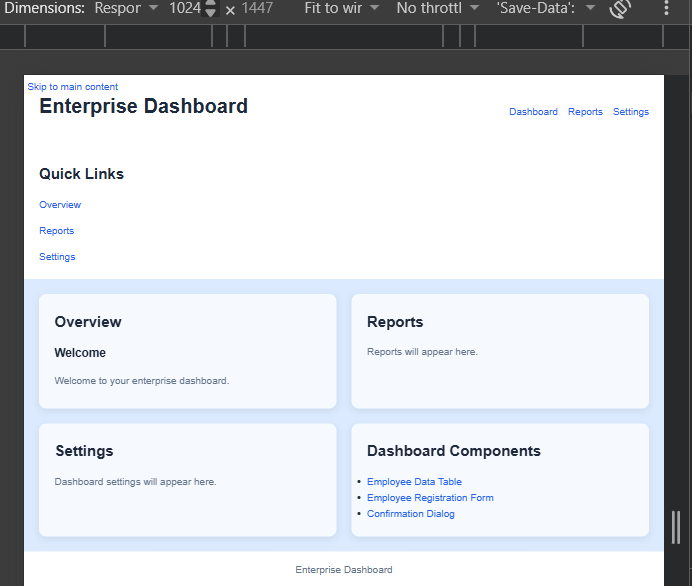 Dimensions: Respor 1024 x 1447 Fit to wir No throttl 'Save-Data':
Skip to main content
Enterprise Dashboard
Dashboard Reports Settings
Quick Links
Overview
Reports
Settings
Overview
Welcome
Welcome to your enterprise dashboard.
Reports
Reports will appear here.
Settings
Dashboard settings will appear here.
Dashboard Components
• Employee Data Table
• Employee Registration Form
• Confirmation Dialog
Enterprise Dashboard